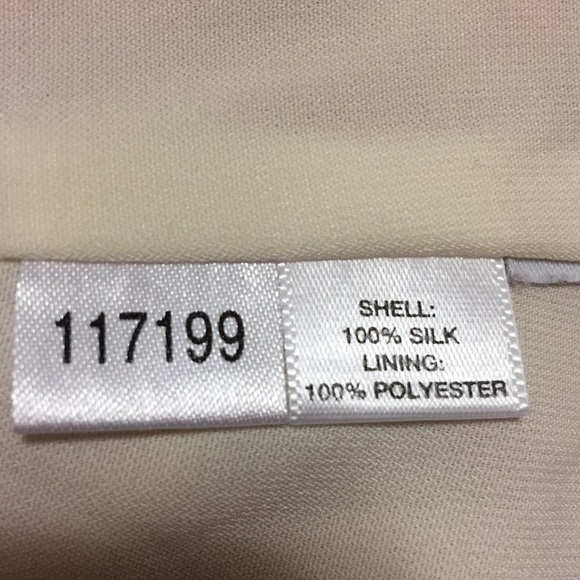 117199
SHELL:
100% SILK
LINING:
100% POLYESTER